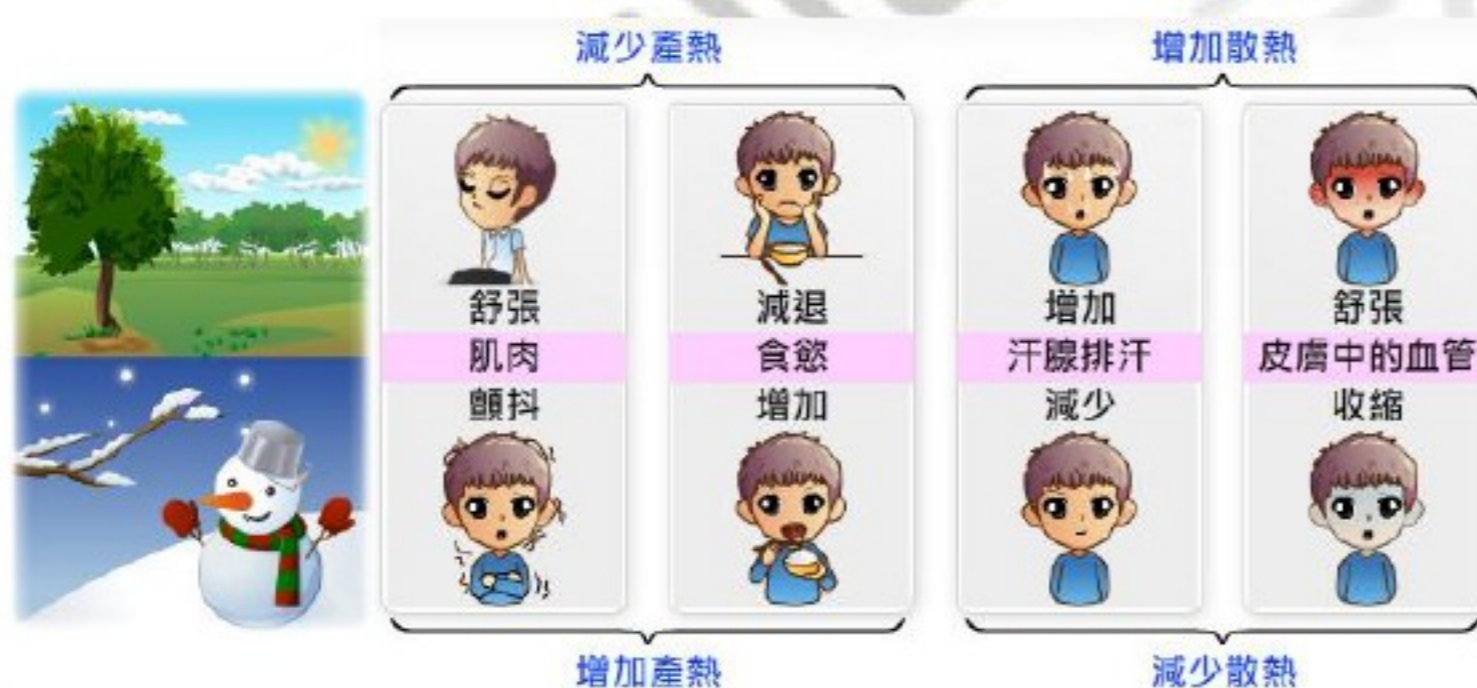 減少產熱
增加散熱
舒張
減退
增加
舒張
肌肉
食慾
汗腺排汗
皮膚中的血管
顫抖
增加
減少
收縮
增加產熱
減少散熱